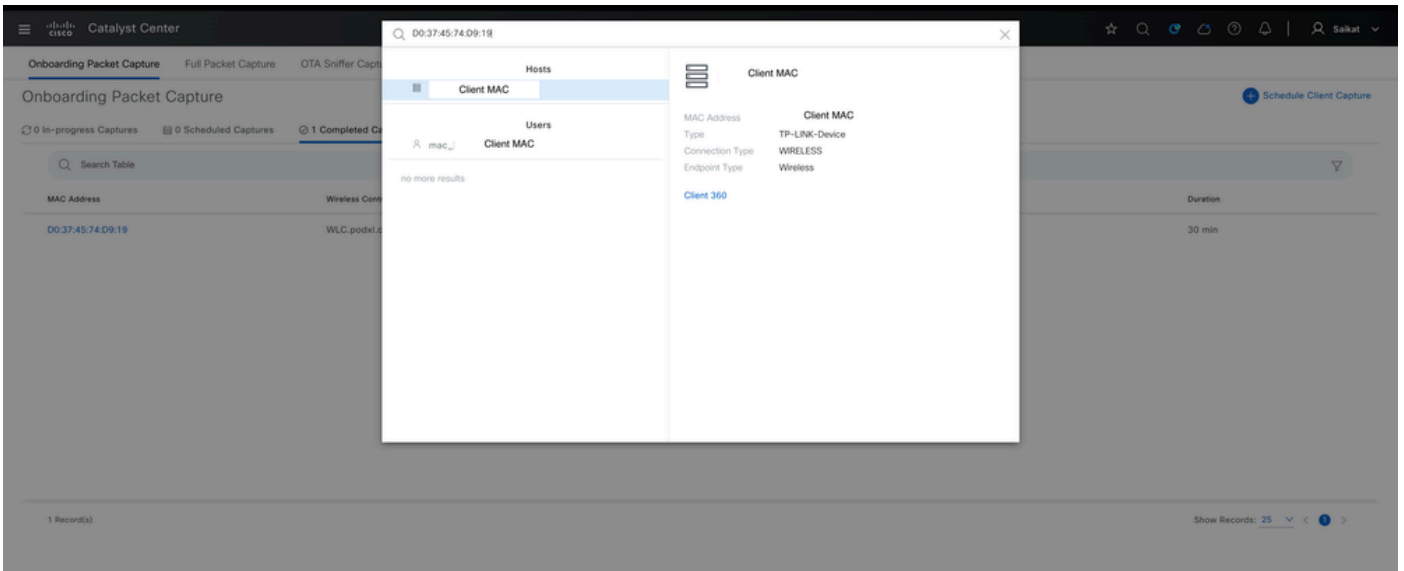 cisco Catalyst Center
Saikat
D0:37:45:74:D9:19
Onboarding Packet Capture Full Packet Capture OTA Sniffer Capt
Onboarding Packet Capture
Schedule Client Capture
0 In-progress Captures 0 Scheduled Captures 1 Completed Ca
Search Table
MAC Address Wireless Cont Duration
D0:37:45:74:D9:19 WLC.podxl.c 30 min
Hosts
Client MAC
Users
mac_ Client MAC
no more results
Client MAC
MAC Address Client MAC
Type TP-LINK-Device
Connection Type WIRELESS
Endpoint Type Wireless
Client 360
1 Record(s)
Show Records: 25 1